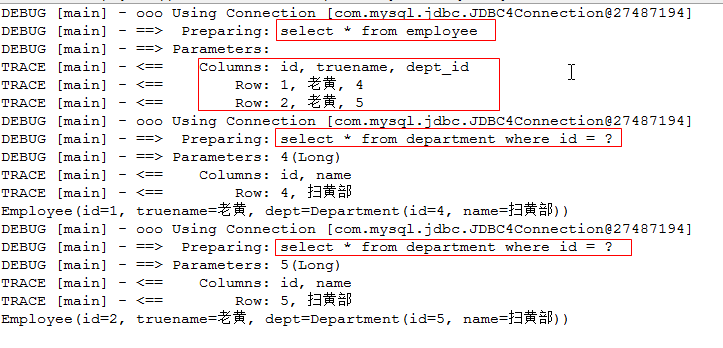 DEBUG [main] - ooo Using Connection [com.mysql.jdbc.JDBC4Connection@27487194]
DEBUG [main] - ==>  Preparing: select * from employee
DEBUG [main] - ==> Parameters:
TRACE [main] - <==    Columns: id, truename, dept_id
TRACE [main] - <==        Row: 1, 老黄, 4
TRACE [main] - <==        Row: 2, 老黄, 5
DEBUG [main] - ooo Using Connection [com.mysql.jdbc.JDBC4Connection@27487194]
DEBUG [main] - ==>  Preparing: select * from department where id = ?
DEBUG [main] - ==> Parameters: 4(Long)
TRACE [main] - <==    Columns: id, name
TRACE [main] - <==        Row: 4, 扫黄部
Employee(id=1, truename=老黄, dept=Department(id=4, name=扫黄部))
DEBUG [main] - ooo Using Connection [com.mysql.jdbc.JDBC4Connection@27487194]
DEBUG [main] - ==>  Preparing: select * from department where id = ?
DEBUG [main] - ==> Parameters: 5(Long)
TRACE [main] - <==    Columns: id, name
TRACE [main] - <==        Row: 5, 扫黄部
Employee(id=2, truename=老黄, dept=Department(id=5, name=扫黄部))